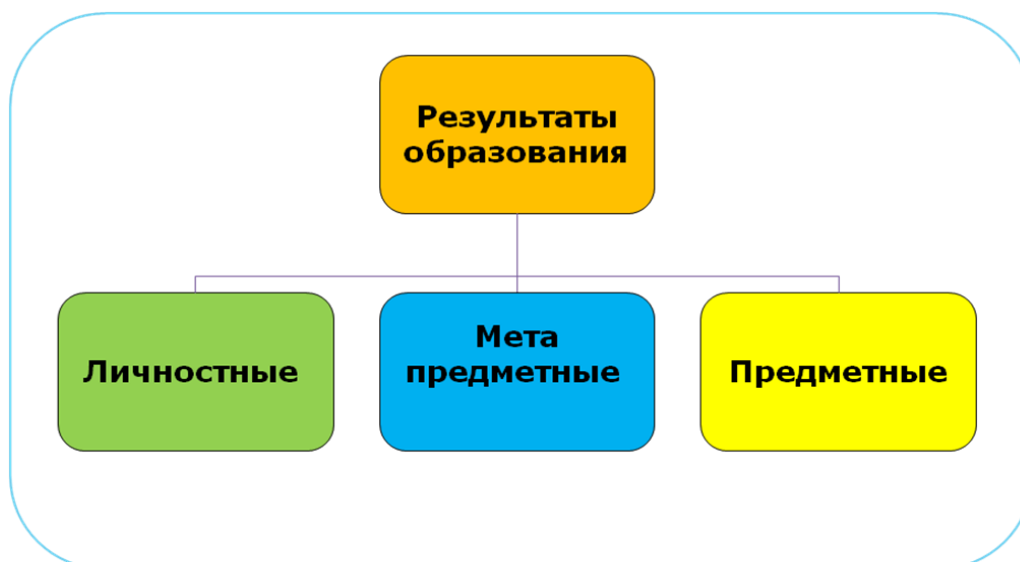 Результаты
образования
Личностные
Мета
предметные
Предметные